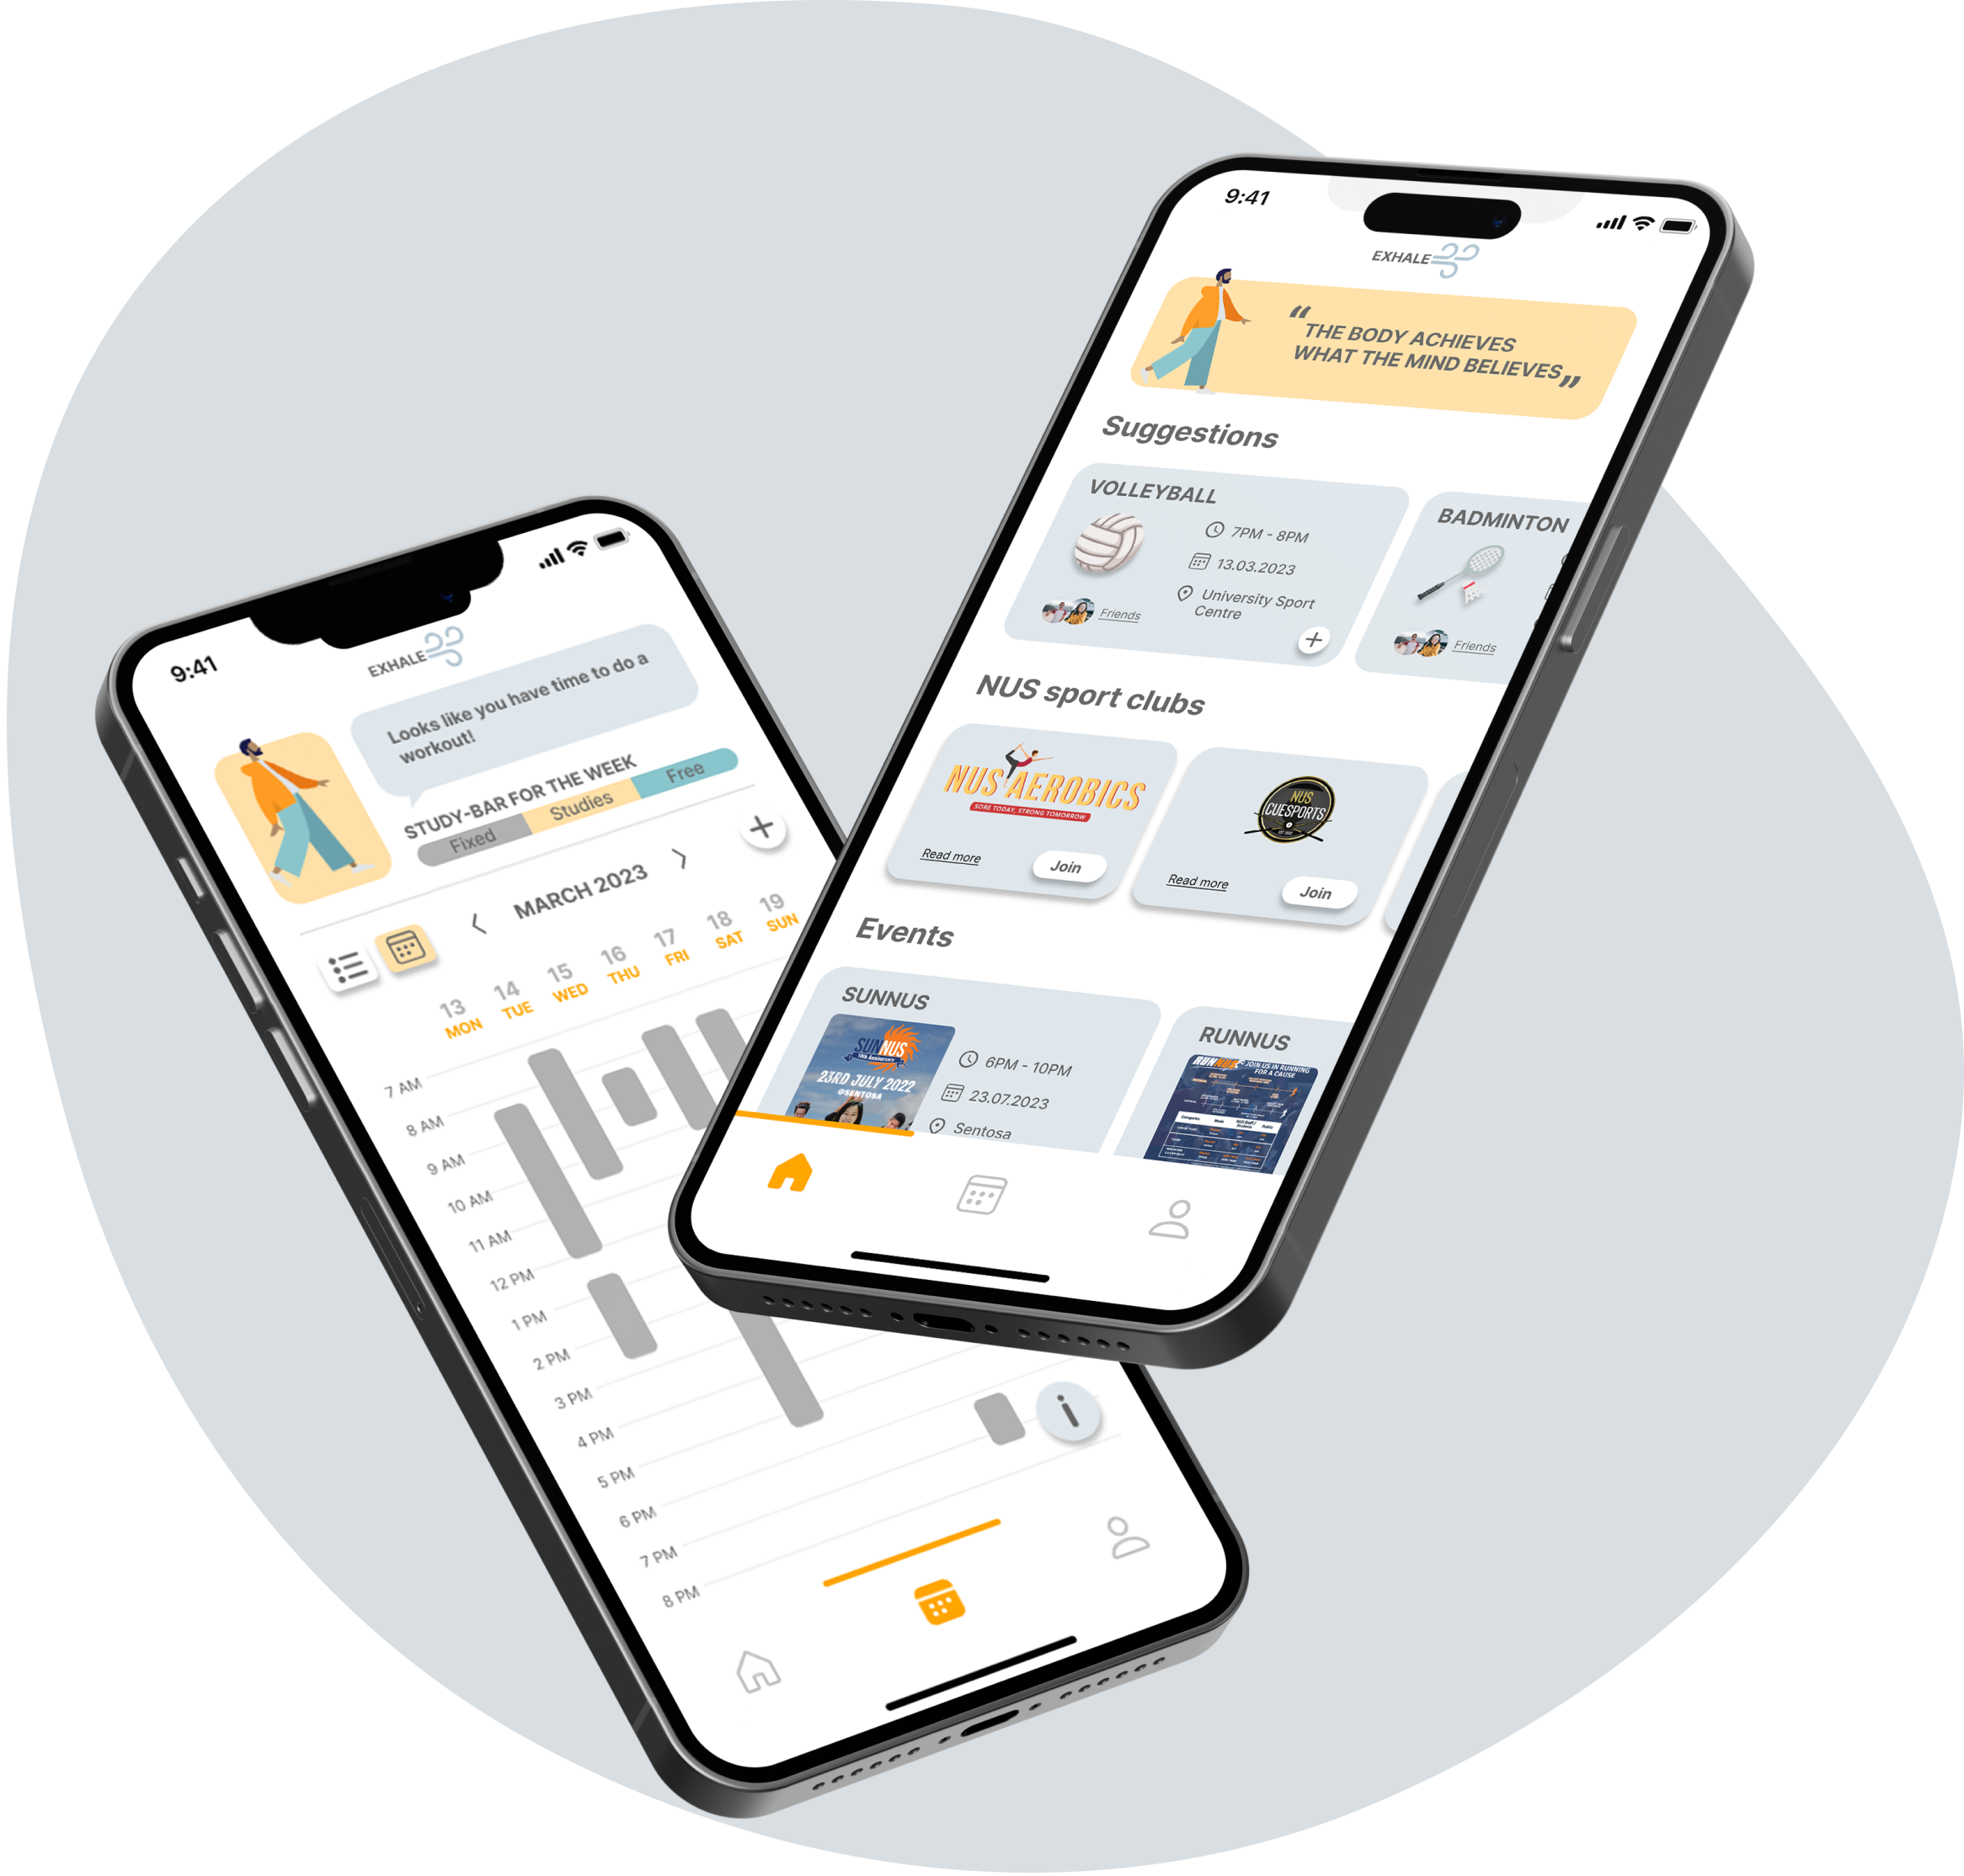 9:41
EXHALE
Looks like you have time to do a
workout!
STUDY-BAR FOR THE WEEK
Fixed
Studies
Free
MARCH 2023
13
14
15
16
17
18
19
MON
TUE
WED
THU
FRI
SAT
SUN
7 AM
8 AM
9 AM
10 AM
11 AM
12 PM
1 PM
2 PM
3 PM
4 PM
5 PM
6 PM
7 PM
8 PM
9:41
EXHALE
“
THE BODY ACHIEVES
WHAT THE MIND BELIEVES
”
Suggestions
VOLLEYBALL
7PM - 8PM
13.03.2023
University Sport
Centre
Friends
BADMINTON
Friends
NUS sport clubs
NUS AEROBICS
SORE TODAY, STRONG TOMORROW
Read more
Join
NUS
CUESPORTS
Read more
Join
Events
SUNNUS
SUNNUS
10th Anniversary
23RD JULY 2022
@SENTOSA
6PM - 10PM
23.07.2023
Sentosa
RUNNUS
RUNNUS
JOIN US IN RUNNING
FOR A CAUSE
Categories